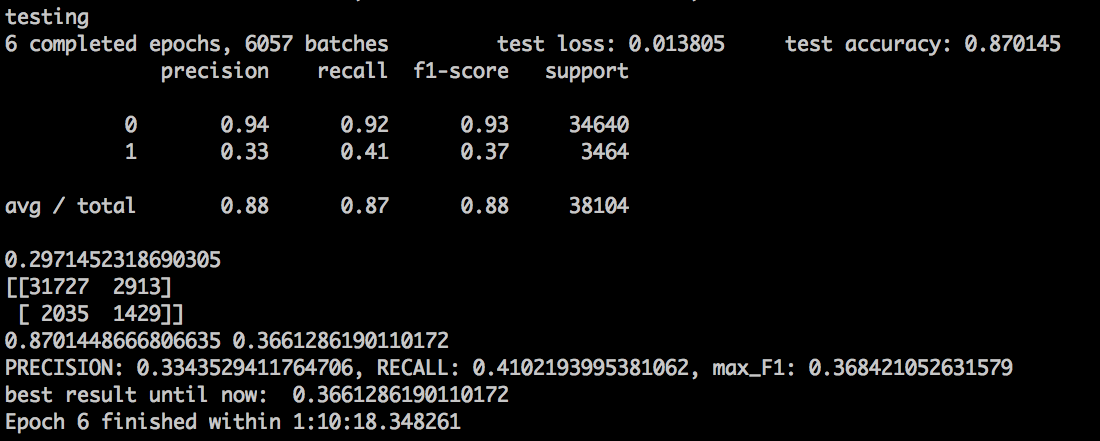 testing
6 completed epochs, 6057 batches test loss: 0.013805 test accuracy: 0.870145
precision recall f1-score support
0 0.94 0.92 0.93 34640
1 0.33 0.41 0.37 3464
avg / total 0.88 0.87 0.88 38104
0.2971452318690305
[[31727 2913]
[ 2035 1429]]
0.8701448666806635 0.3661286190110172
PRECISION: 0.3343529411764706, RECALL: 0.4102193995381062, max_F1: 0.368421052631579
best result until now: 0.3661286190110172
Epoch 6 finished within 1:10:18.348261